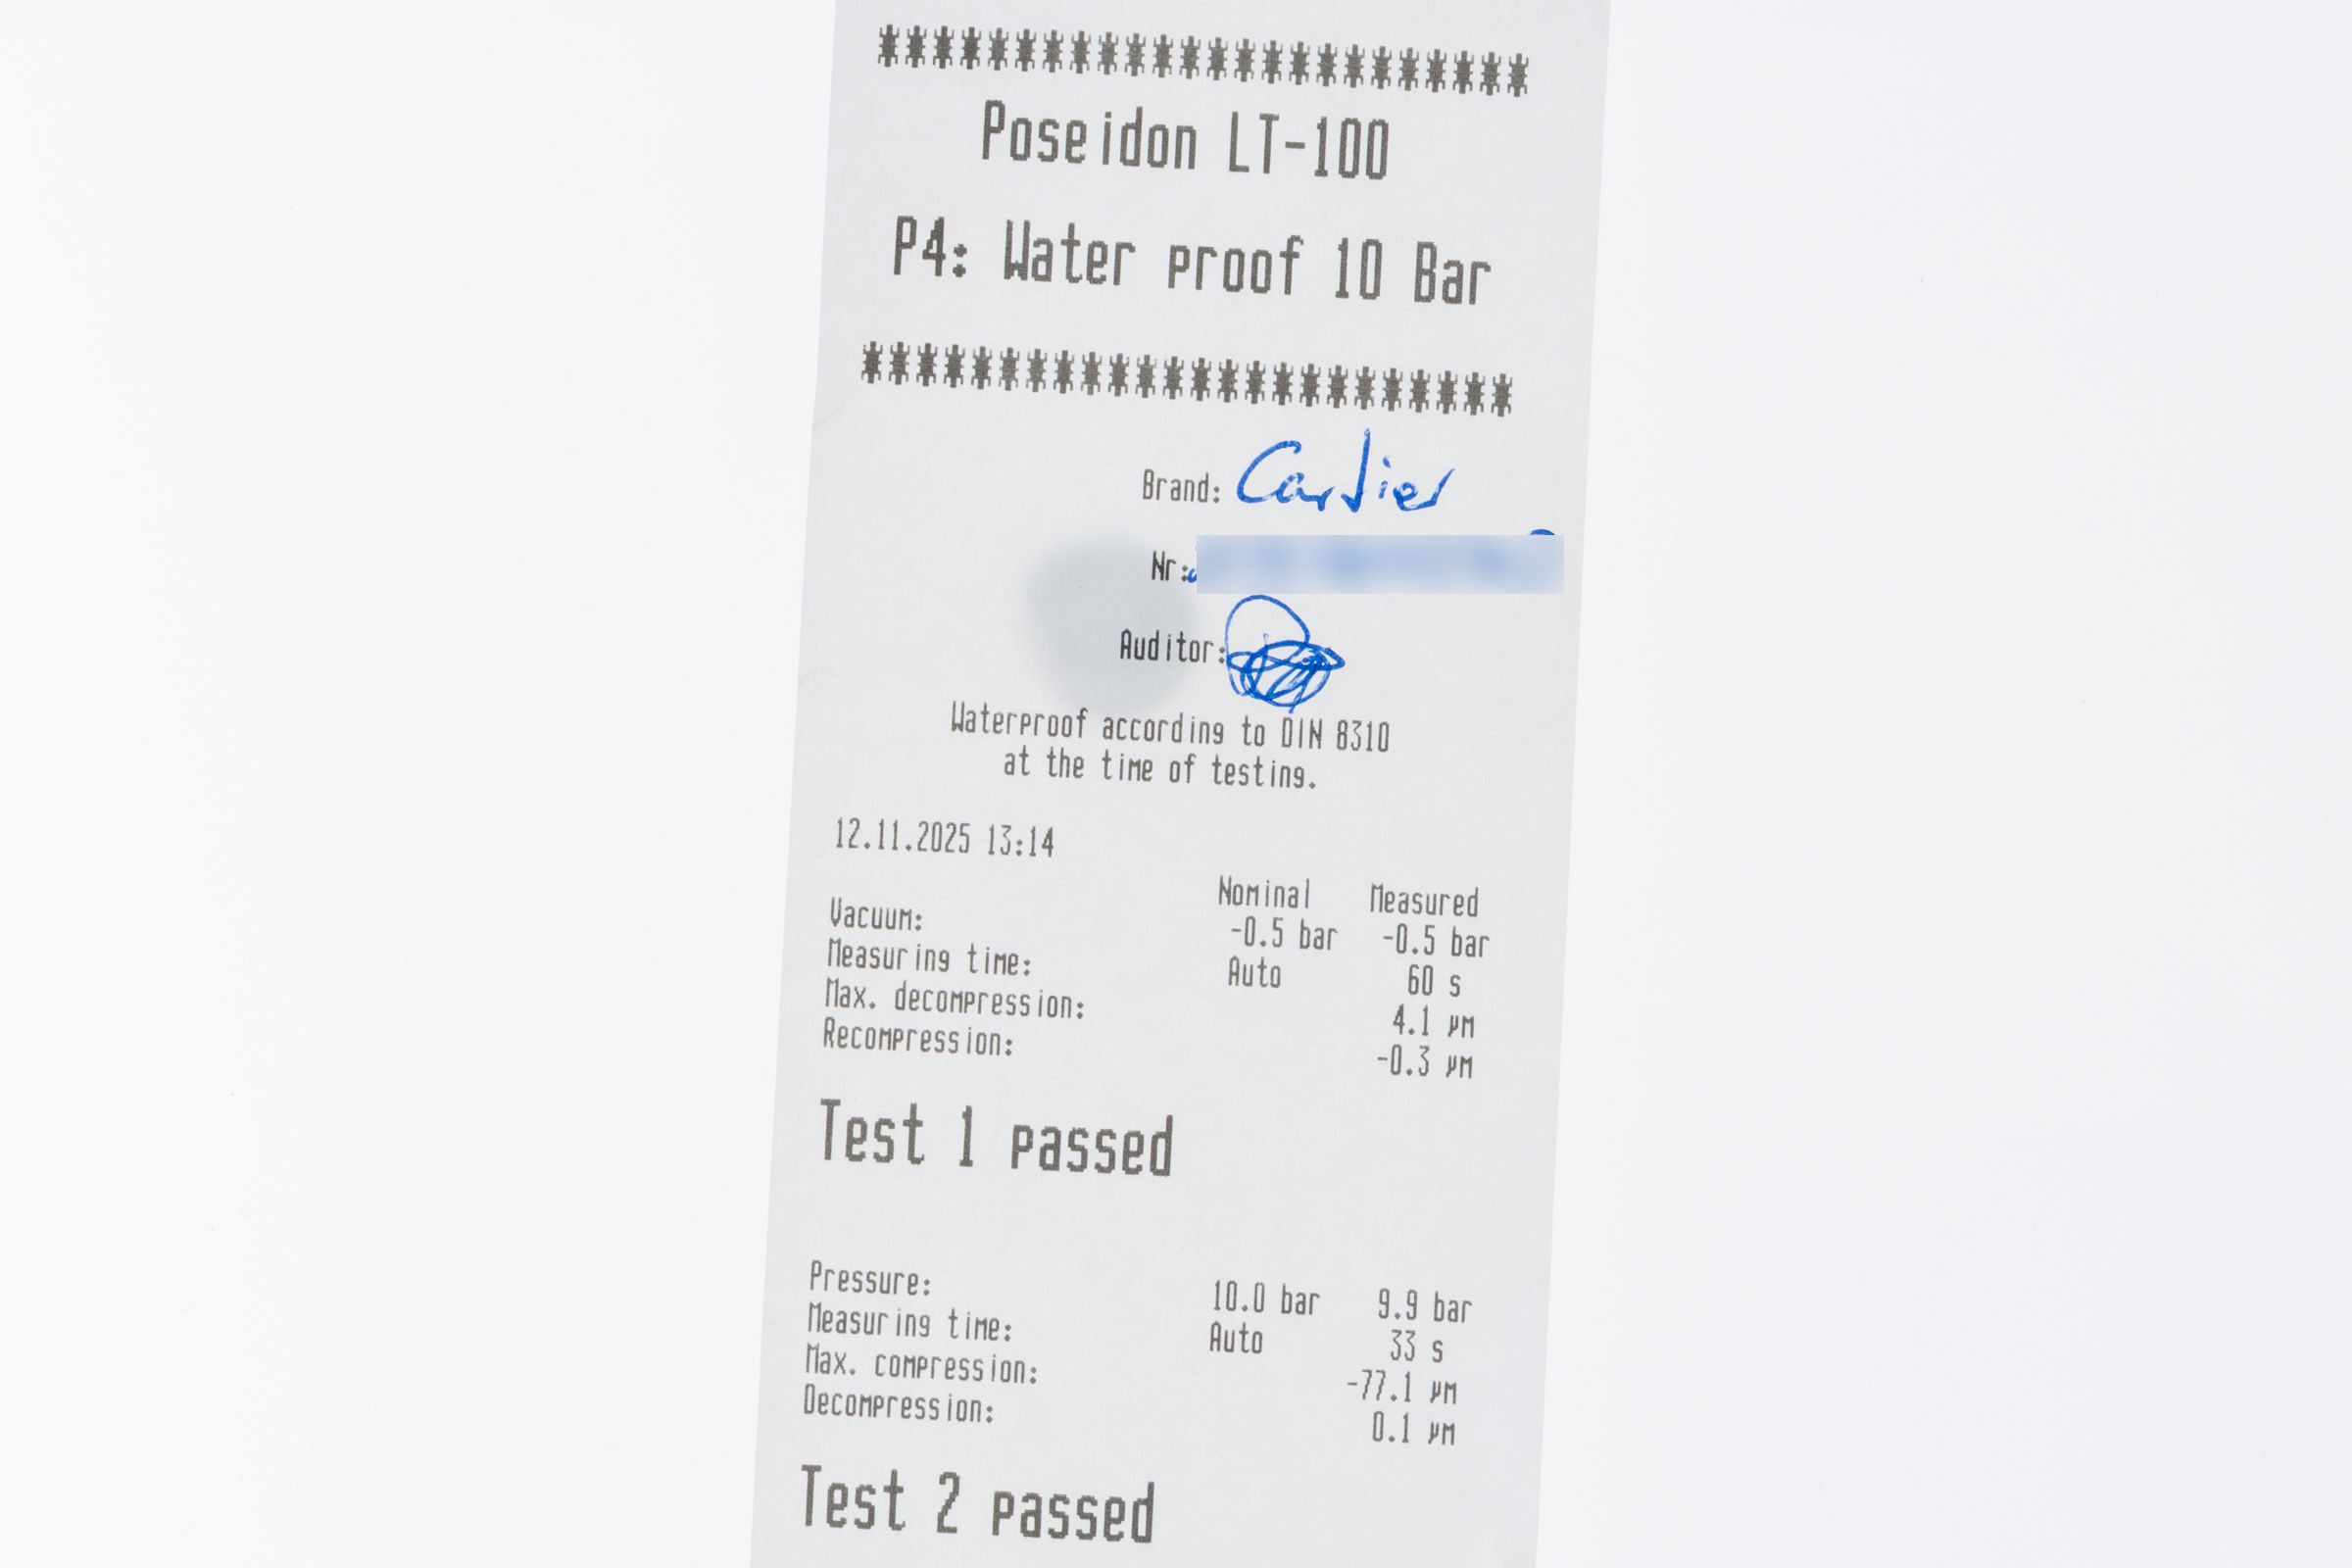 ************************
Poseidon LT-100
P4: Water proof 10 Bar
************************
Brand: Cartier
Nr:
Auditor:
Waterproof according to DIN 8310
at the time of testing.
12.11.2025 13:14
Nominal Measured
Vacuum: -0.5 bar -0.5 bar
Measuring time: Auto 60 s
Max. decompression: 4.1 µm
Recompression: -0.3 µm
Test 1 passed
Pressure: 10.0 bar 9.9 bar
Measuring time: Auto 33 s
Max. compression: -77.1 µm
Decompression: 0.1 µm
Test 2 passed